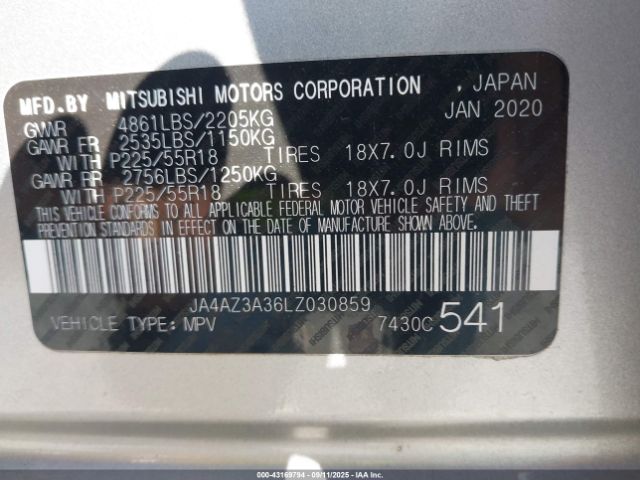 MFD.BY MITSUBISHI MOTORS CORPORATION , JAPAN
JAN 2020
GVWR 4861LBS/2205KG
GAWR FR 2535LBS/1150KG
WITH P225/55R18 TIRES 18X7.0J RIMS
GAWR RR 2756LBS/1250KG
WITH P225/55R18 TIRES 18X7.0J RIMS
THIS VEHICLE CONFORMS TO ALL APPLICABLE FEDERAL MOTOR VEHICLE SAFETY AND THEFT
PREVENTION STANDARDS IN EFFECT ON THE DATE OF MANUFACTURE SHOWN ABOVE.
JA4AZ3A36LZ030859
VEHICLE TYPE: MPV 7430C 541
000-43169794 - 09/11/2025 - IAAI.COM